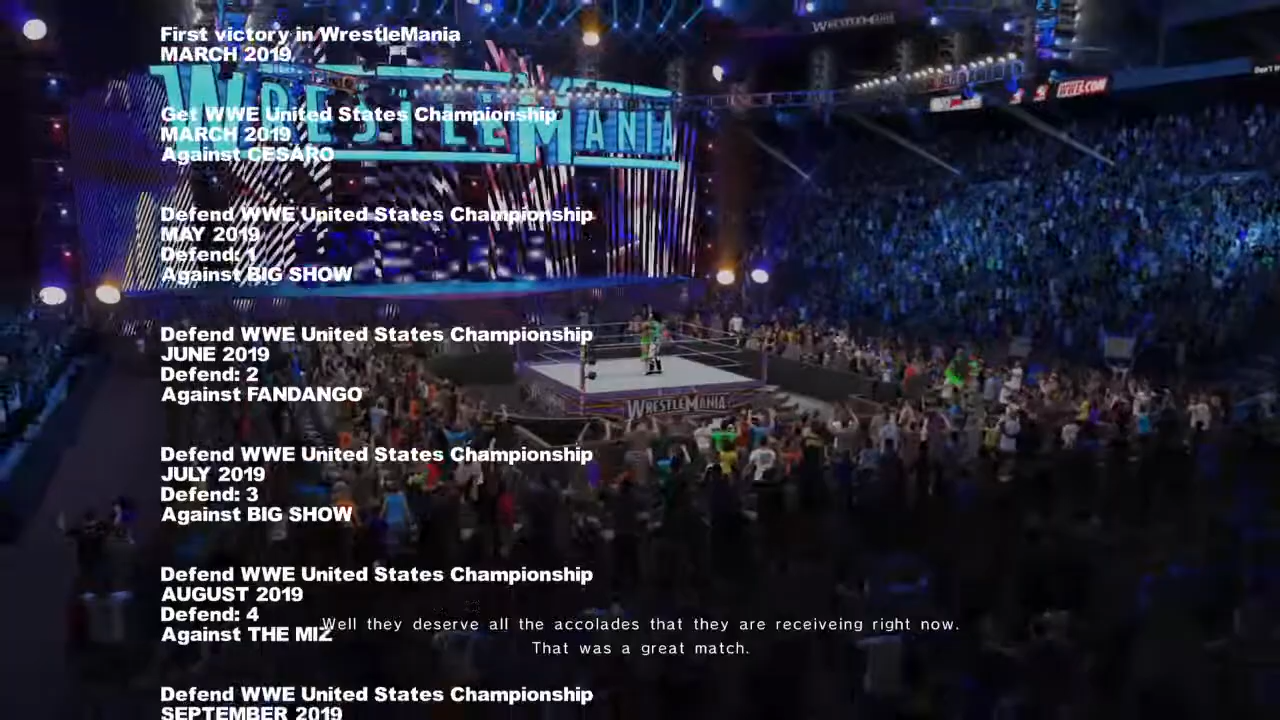 First victory in WrestleMania
MARCH 2019
WRESTLEMANIA
WRESTLEMANIA
Get WWE United States Championship
MARCH 2019
Against CESARO
Defend WWE United States Championship
MAY 2019
Defend: 1
Against BIG SHOW
Defend WWE United States Championship
JUNE 2019
Defend: 2
Against FANDANGO
WRESTLEMANIA
Defend WWE United States Championship
JULY 2019
Defend: 3
Against BIG SHOW
Defend WWE United States Championship
AUGUST 2019
Defend: 4
Against THE MIZ
Well they deserve all the accolades that they are receiveing right now.
That was a great match.
Defend WWE United States Championship
SEPTEMBER 2019